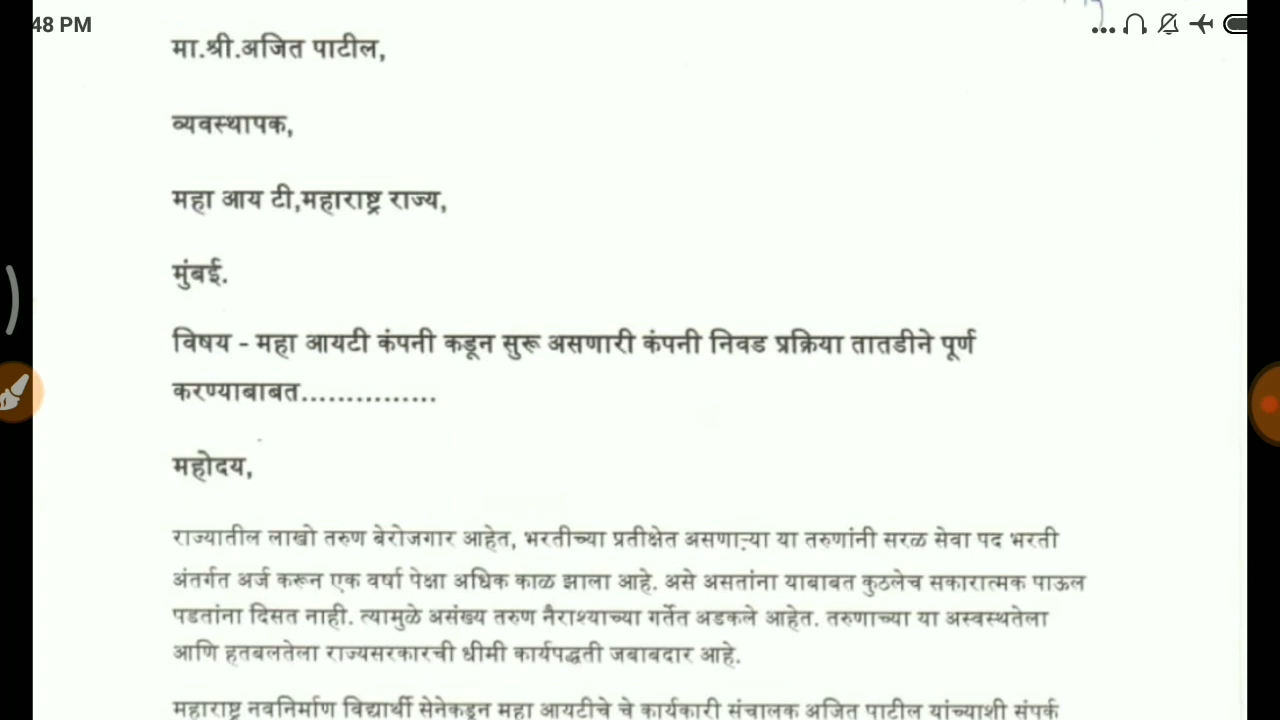 48 PM
मा.श्री.अजित पाटील,
व्यवस्थापक,
महा आय टी,महाराष्ट्र राज्य,
मुंबई.
विषय - महा आयटी कंपनी कडून सुरू असणारी कंपनी निवड प्रक्रिया तातडीने पूर्ण
करण्याबाबत...............
महोदय,
राज्यातील लाखो तरुण बेरोजगार आहेत, भरतीच्या प्रतीक्षेत असणाऱ्या या तरुणांनी सरळ सेवा पद भरती
अंतर्गत अर्ज करून एक वर्षा पेक्षा अधिक काळ झाला आहे. असे असतांना याबाबत कुठलेच सकारात्मक पाऊल
पडतांना दिसत नाही. त्यामुळे असंख्य तरुण नैराश्याच्या गर्तेत अडकले आहेत. तरुणाच्या या अस्वस्थतेला
आणि हतबलतेला राज्यसरकारची धीमी कार्यपद्धती जबाबदार आहे.
महाराष्ट्र नवनिर्माण विद्यार्थी सेनेकडून महा आयटीचे चे कार्यकारी संचालक अजित पाटील यांच्याशी संपर्क